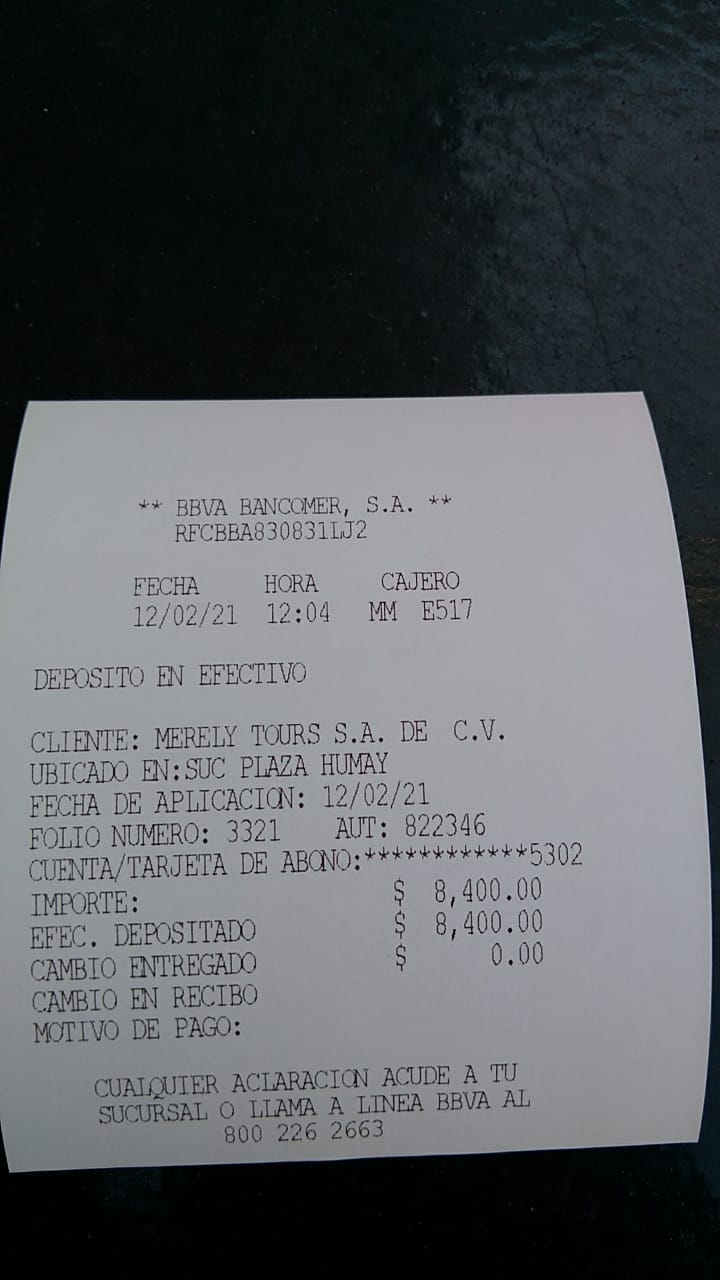 ** BBVA BANCOMER, S.A. **
RFCBBA830831LJ2
FECHA HORA CAJERO
12/02/21 12:04 MM E517
DEPOSITO EN EFECTIVO
CLIENTE: MERELY TOURS S.A. DE C.V.
UBICADO EN:SUC PLAZA HUMAY
FECHA DE APLICACION: 12/02/21
FOLIO NUMERO: 3321 AUT: 822346
CUENTA/TARJETA DE ABONO:************5302
IMPORTE: $ 8,400.00
EFEC. DEPOSITADO $ 8,400.00
CAMBIO ENTREGADO $ 0.00
CAMBIO EN RECIBO
MOTIVO DE PAGO:
CUALQUIER ACLARACION ACUDE A TU
SUCURSAL O LLAMA A LINEA BBVA AL
800 226 2663